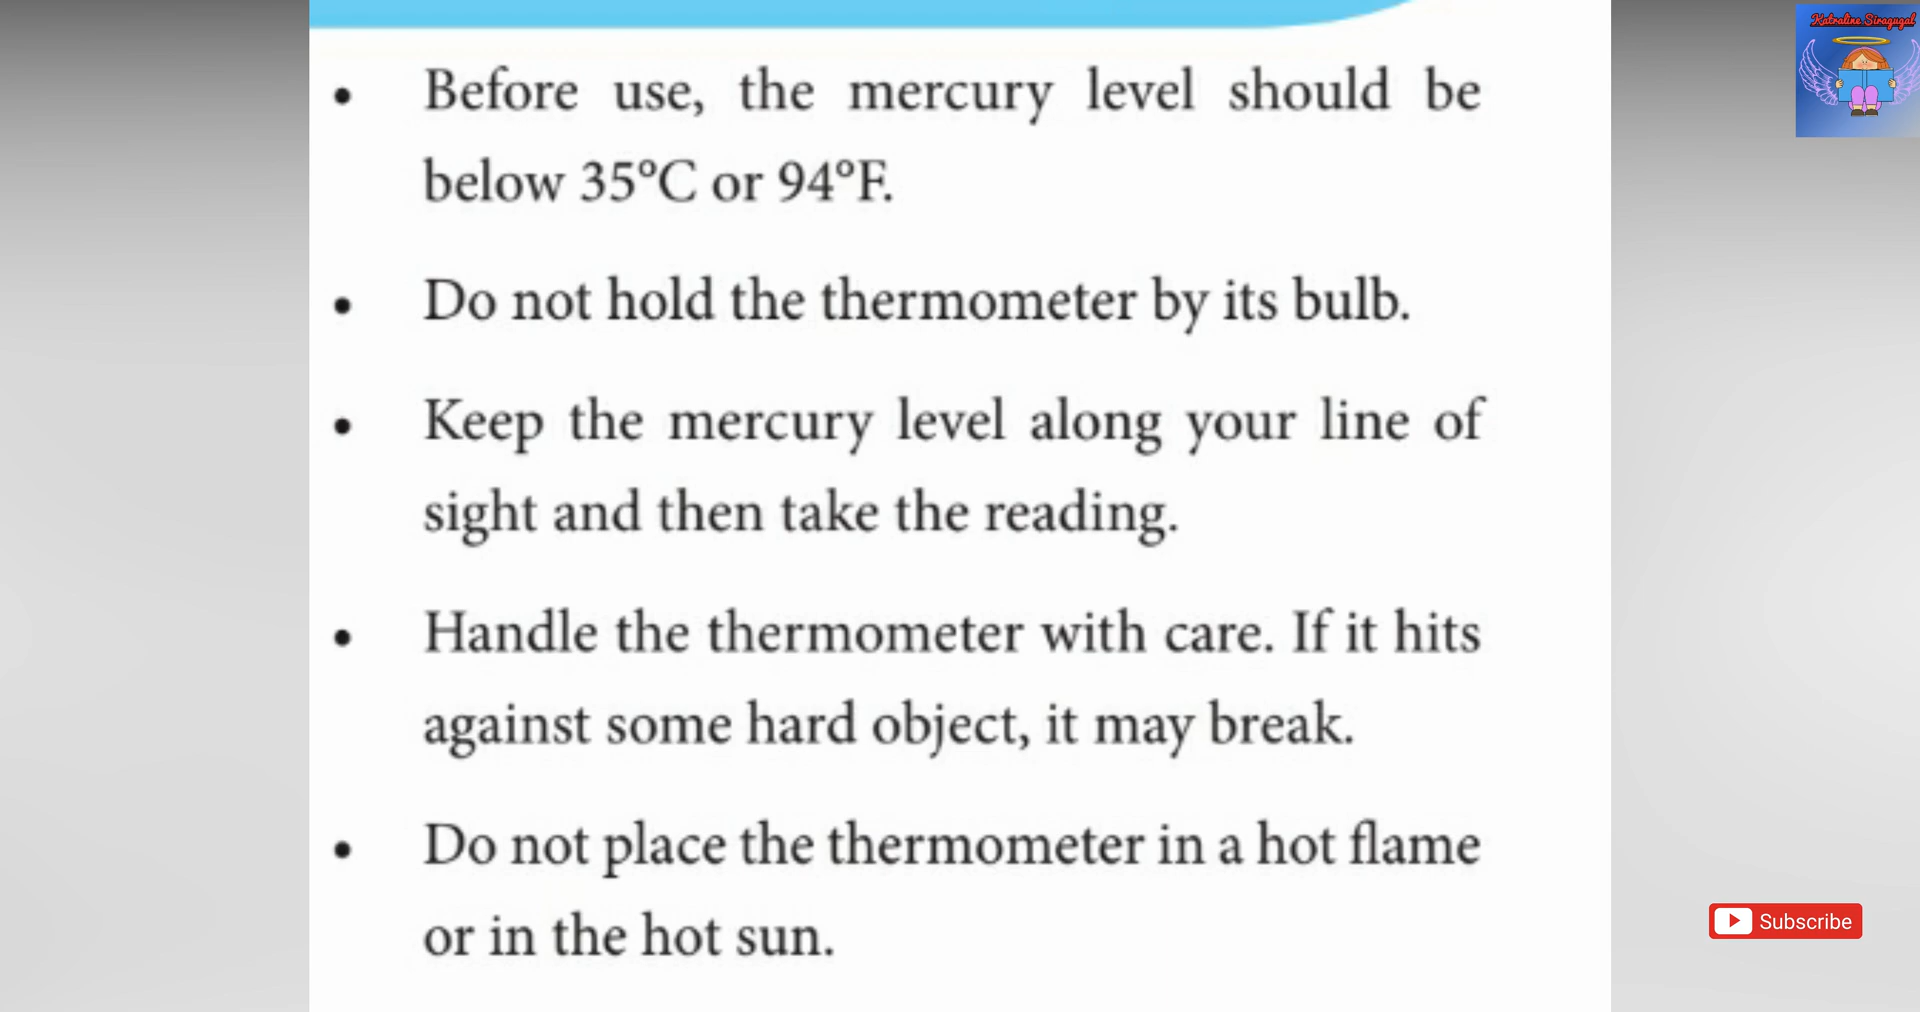 Katraline Siragugal
• Before use, the mercury level should be
below 35°C or 94°F.
• Do not hold the thermometer by its bulb.
• Keep the mercury level along your line of
sight and then take the reading.
• Handle the thermometer with care. If it hits
against some hard object, it may break.
• Do not place the thermometer in a hot flame
or in the hot sun.
Subscribe